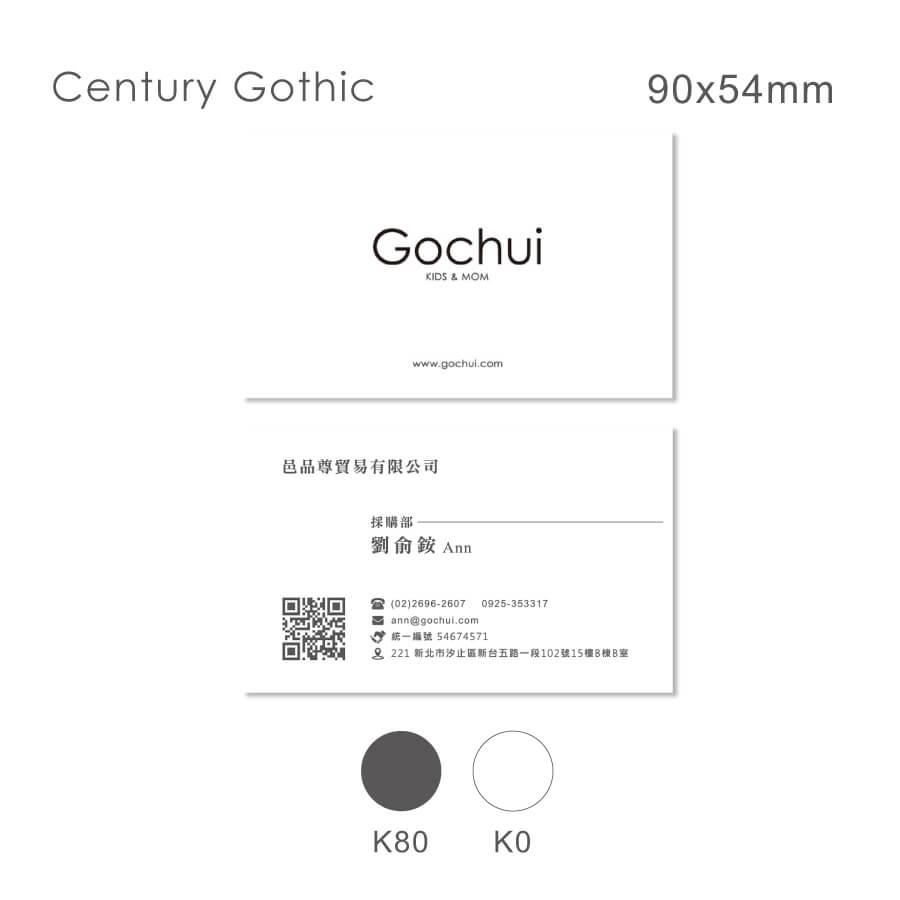 Century Gothic 90x54mm
Gochui
KIDS & MOM
www.gochui.com
邑品尊貿易有限公司
採購部
劉俞銨 Ann
(02)2696-2607 0925-353317
ann@gochui.com
統一編號 54674571
221 新北市汐止區新台五路一段102號15樓B棟B室
K80 K0